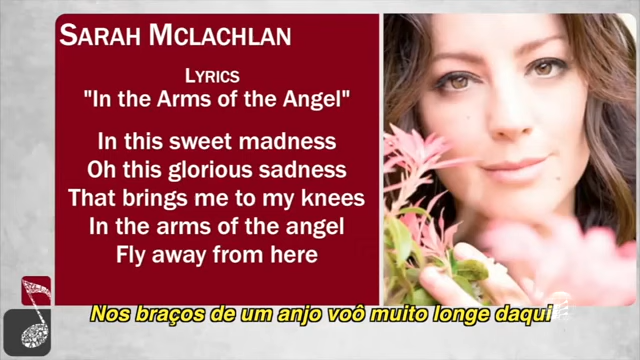 SARAH MCLACHLAN
LYRICS
"In the Arms of the Angel"
In this sweet madness
Oh this glorious sadness
That brings me to my knees
In the arms of the angel
Fly away from here
Nos braços de um anjo voô muito longe daqui